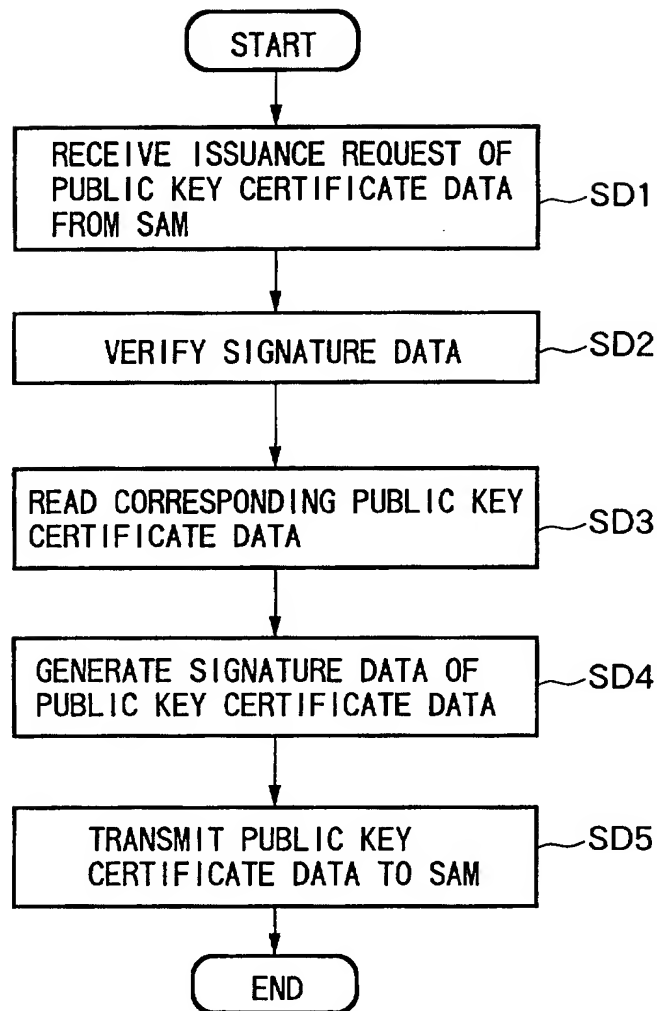 START
RECEIVE ISSUANCE REQUEST OF
PUBLIC KEY CERTIFICATE DATA
FROM SAM
SD1
VERIFY SIGNATURE DATA
SD2
READ CORRESPONDING PUBLIC KEY
CERTIFICATE DATA
SD3
GENERATE SIGNATURE DATA OF
PUBLIC KEY CERTIFICATE DATA
SD4
TRANSMIT PUBLIC KEY
CERTIFICATE DATA TO SAM
SD5
END